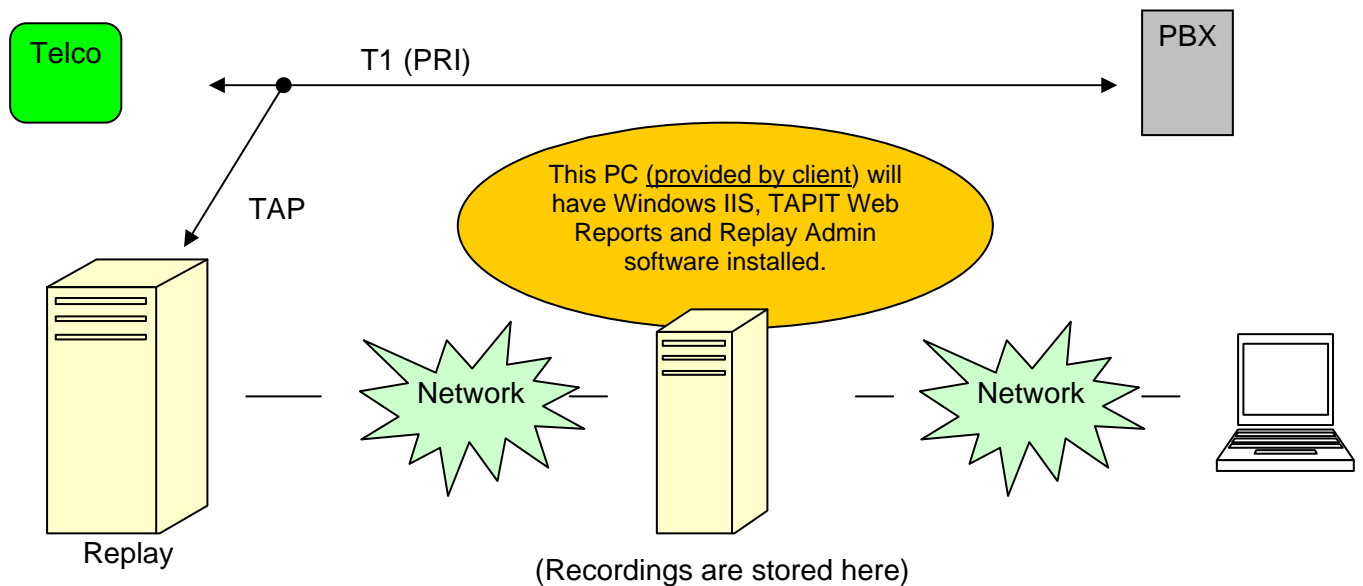 Telco
T1 (PRI)
PBX
TAP
This PC (provided by client) will
have Windows IIS, TAPIT Web
Reports and Replay Admin
software installed.
Network
Network
Replay
(Recordings are stored here)